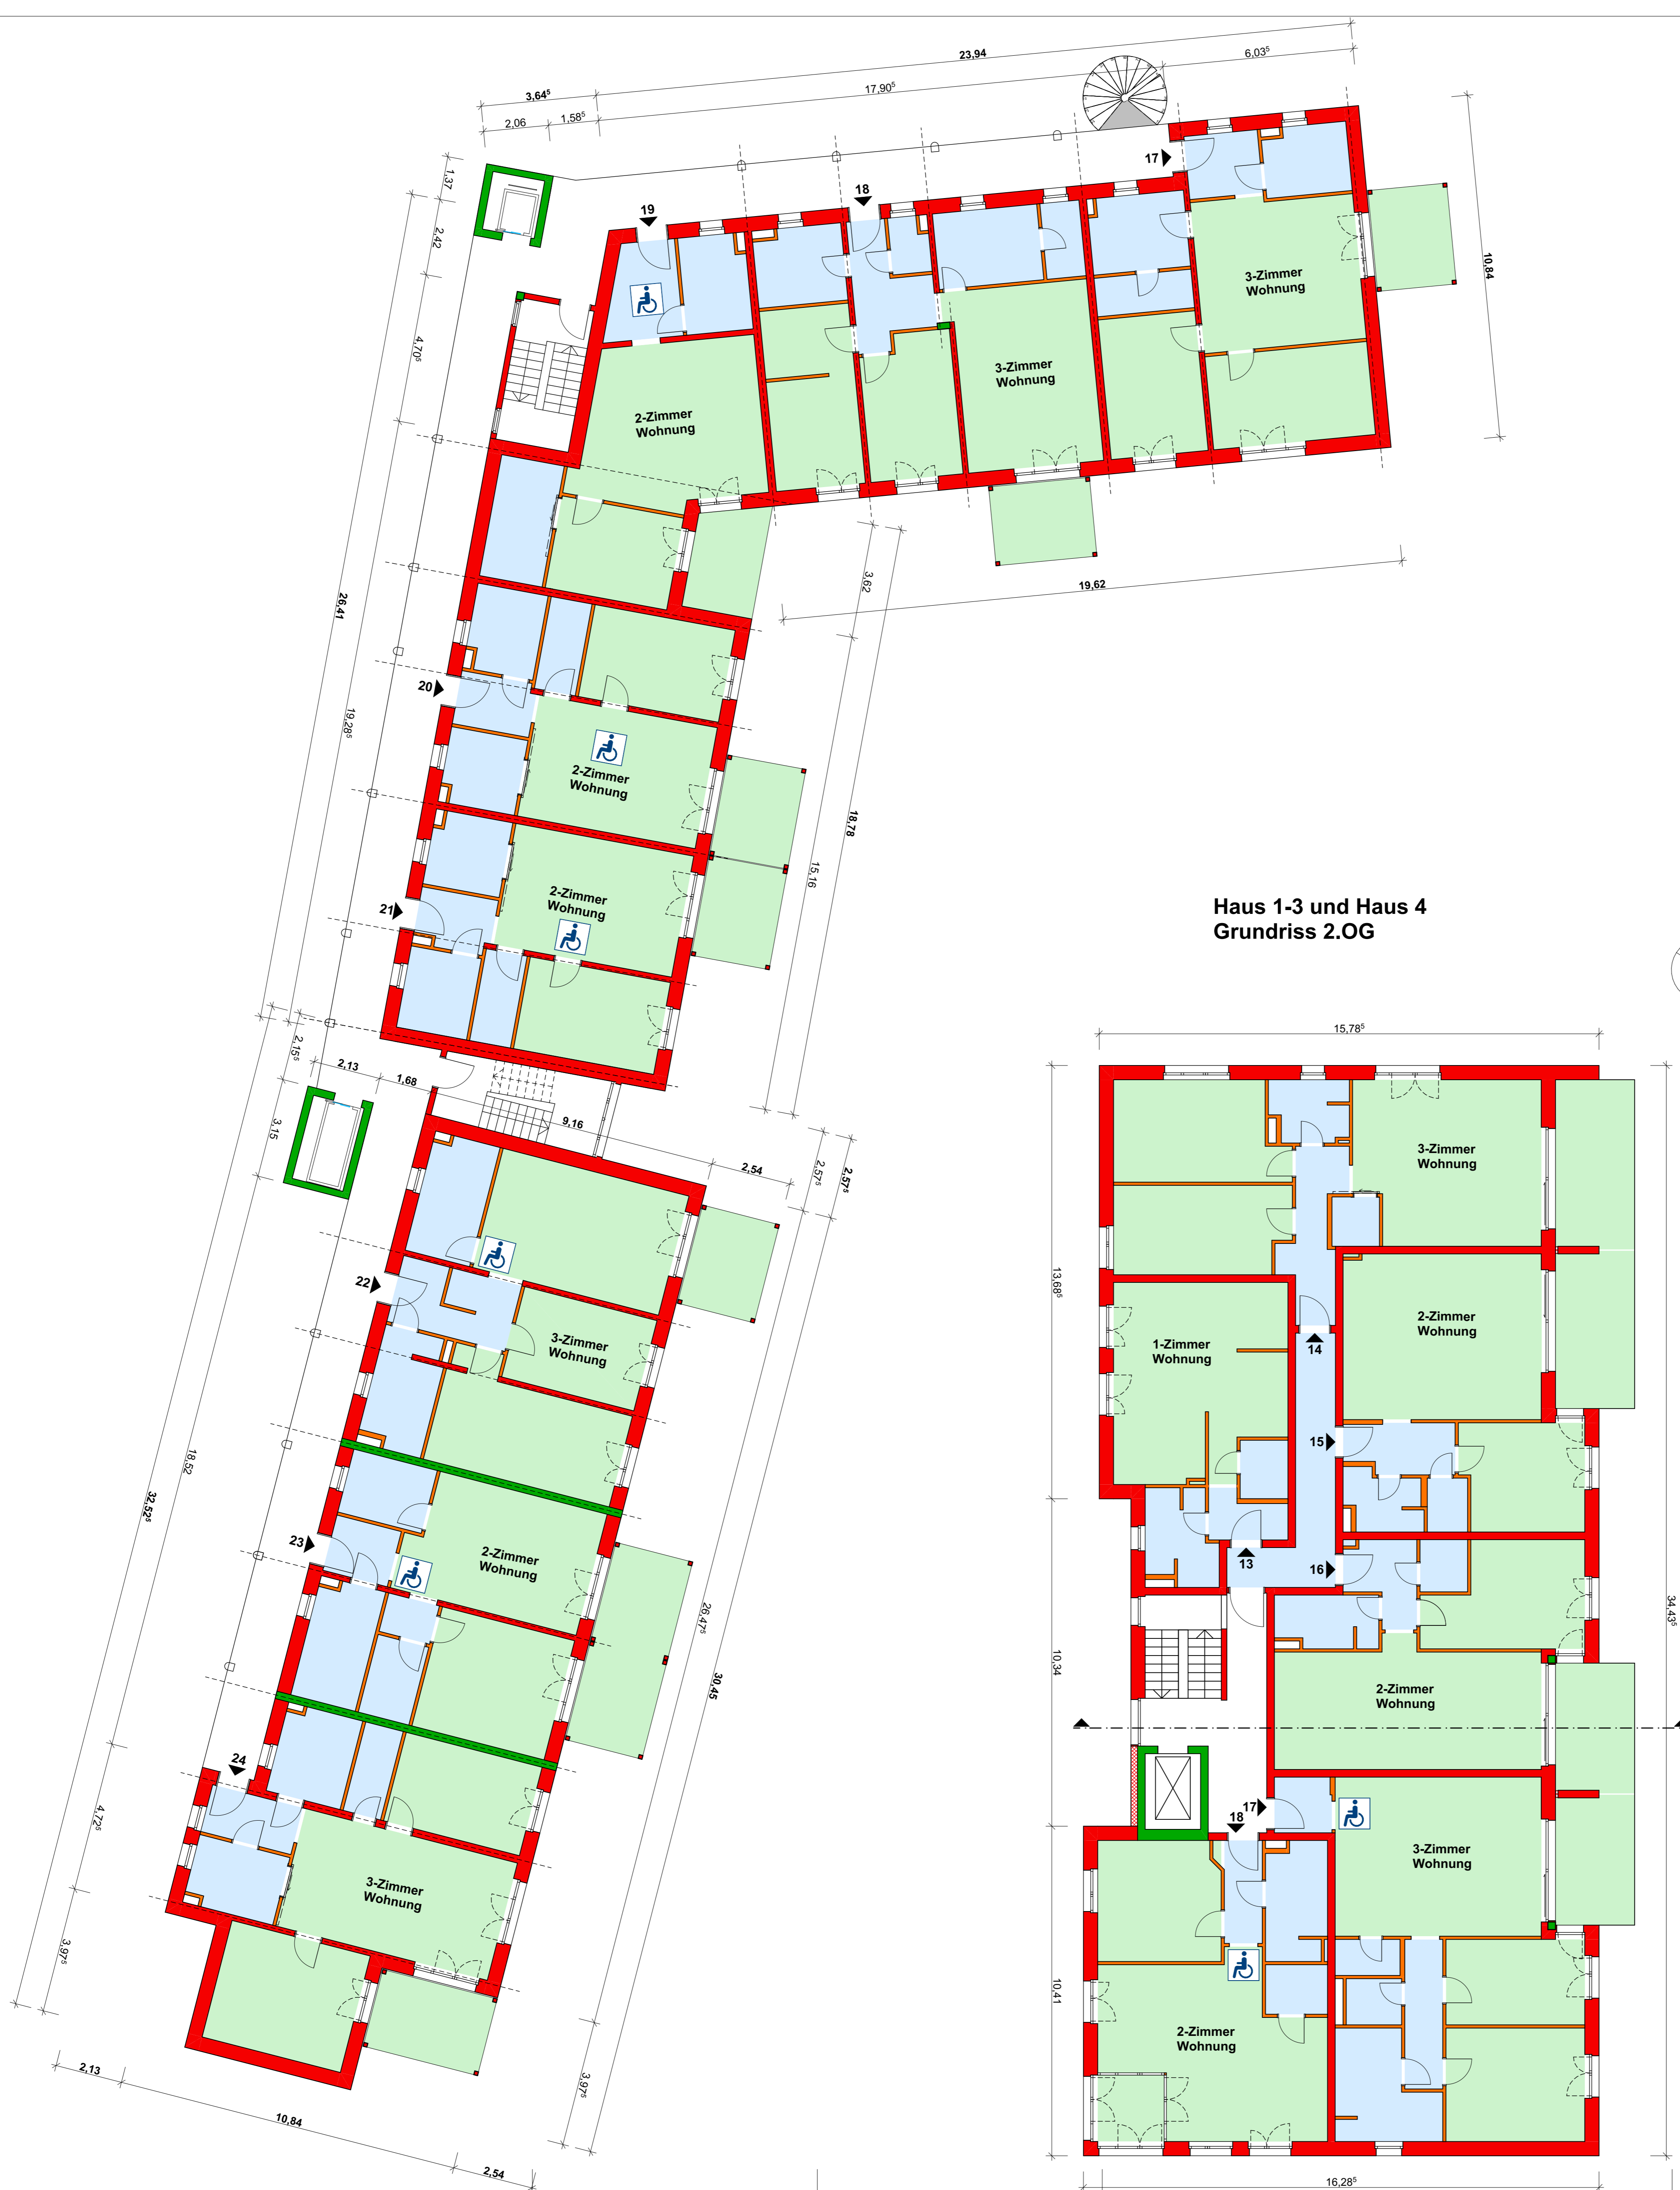 23,94
6,03⁵
3,64⁵
17,90⁵
2,06
1,58⁵
1,37
17
18
19
2,42
10,84
3-Zimmer
Wohnung
4,70⁵
3-Zimmer
Wohnung
2-Zimmer
Wohnung
3,62
19,62
26,41
20
19,28⁵
2-Zimmer
Wohnung
18,78
15,16
2-Zimmer
Wohnung
21
Haus 1-3 und Haus 4
Grundriss 2.OG
2,15⁵
2,13
1,68
3,15
9,16
2,54
2,57⁵
2,57⁵
22
3-Zimmer
Wohnung
18,52
32,52⁵
23
2-Zimmer
Wohnung
26,47⁵
30,45
24
4,72⁵
3-Zimmer
Wohnung
3,97⁵
2,13
10,84
3,97⁵
2,54
15,78⁵
3-Zimmer
Wohnung
13,68⁵
2-Zimmer
Wohnung
1-Zimmer
Wohnung
14
15
13
16
34,43⁵
10,34
2-Zimmer
Wohnung
17
18
3-Zimmer
Wohnung
10,41
2-Zimmer
Wohnung
16,28⁵